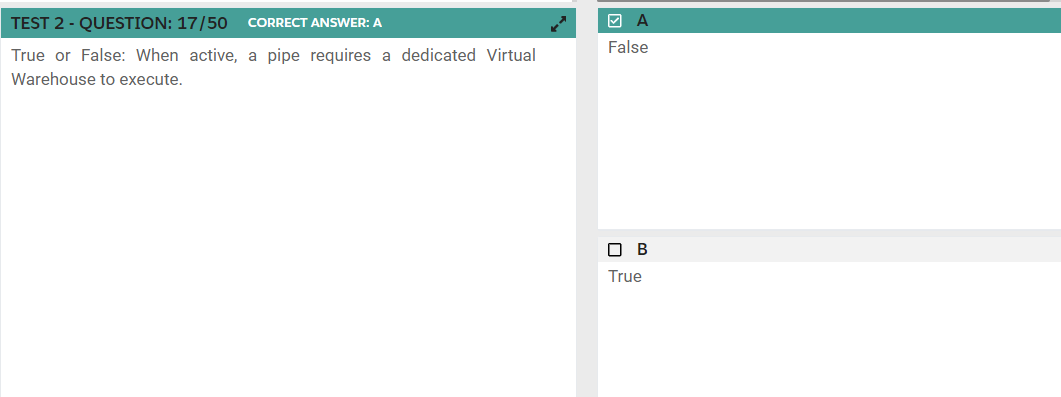 TEST 2 - QUESTION: 17/50 CORRECT ANSWER: A
True or False: When active, a pipe requires a dedicated Virtual
Warehouse to execute.
A
False
B
True